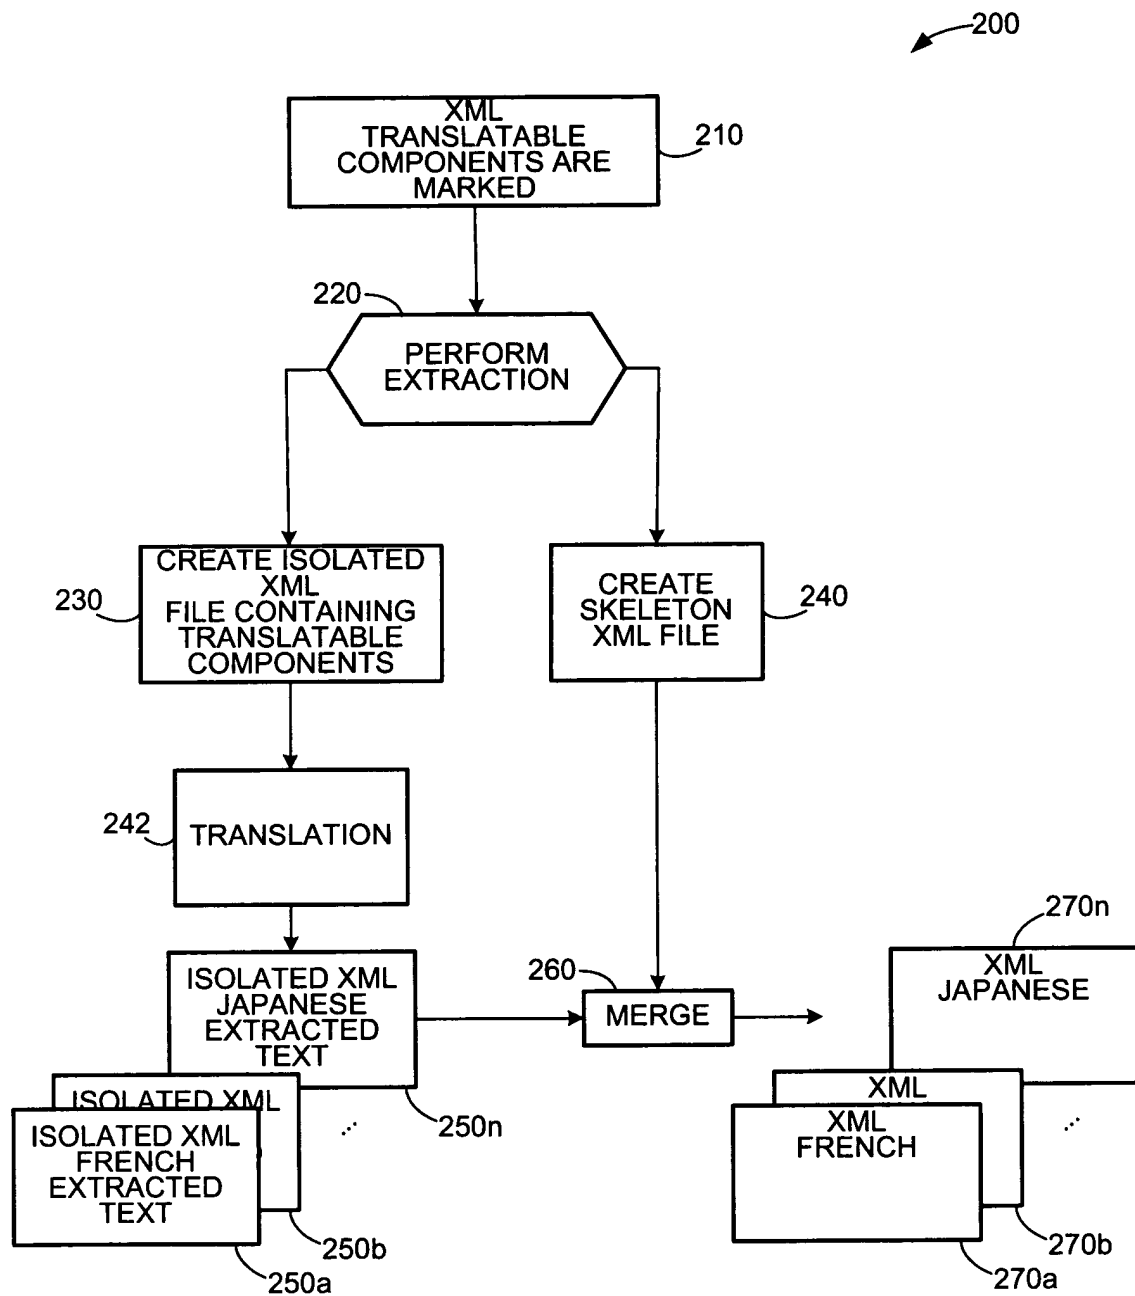 200
XML
TRANSLATABLE
COMPONENTS ARE
MARKED
210
220
PERFORM
EXTRACTION
CREATE ISOLATED
XML
FILE CONTAINING
TRANSLATABLE
COMPONENTS
230
CREATE
SKELETON
XML FILE
240
242
TRANSLATION
ISOLATED XML
JAPANESE
EXTRACTED
TEXT
250n
260
MERGE
270n
XML
JAPANESE
ISOLATED XML
250b
ISOLATED XML
FRENCH
EXTRACTED
TEXT
250a
...
XML
270b
XML
FRENCH
270a
...